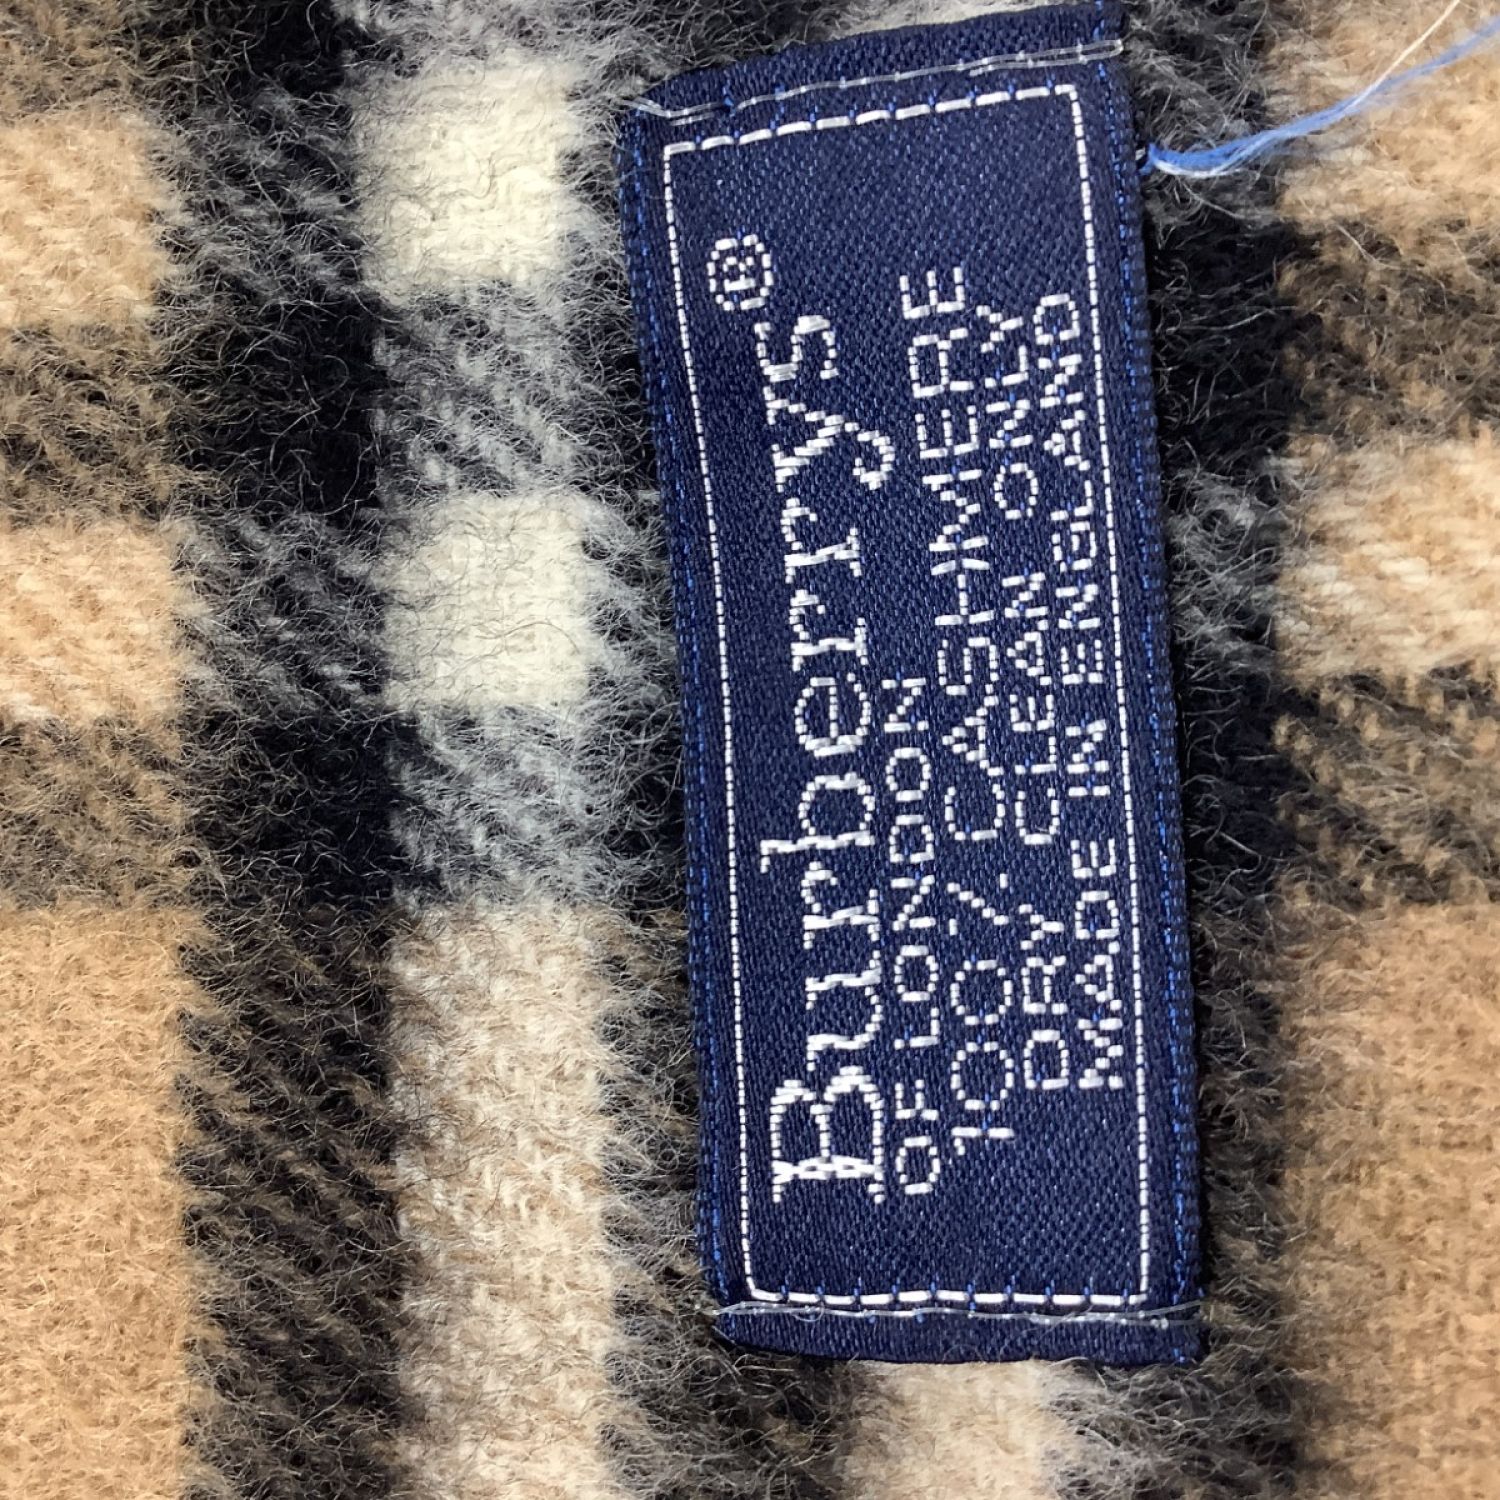 Burberrys®
OF LONDON
100% CASHMERE
DRY CLEAN ONLY
MADE IN ENGLAND